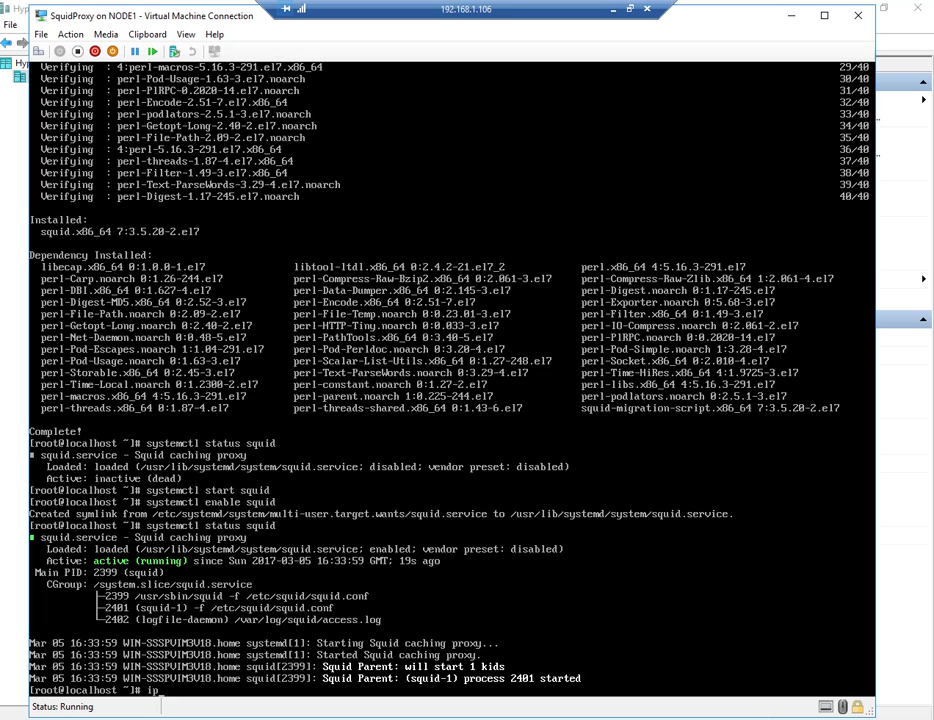 Hyp
SquidProxy on NODE1 - Virtual Machine Connection
192.168.1.106
File
File Action Media Clipboard View Help
Hyp
Verifying : 4:perl-macros-5.16.3-291.el7.x86_64 29/40
Verifying : perl-Pod-Usage-1.63-3.el7.noarch 30/40
Verifying : perl-PlRPC-0.2020-14.el7.noarch 31/40
Verifying : perl-Encode-2.51-7.el7.x86_64 32/40
Verifying : perl-podlators-2.5.1-3.el7.noarch 33/40
Verifying : perl-Getopt-Long-2.40-2.el7.noarch 34/40
Verifying : perl-File-Path-2.09-2.el7.noarch 35/40
Verifying : 4:perl-5.16.3-291.el7.x86_64 36/40
Verifying : perl-threads-1.87-4.el7.x86_64 37/40
Verifying : perl-Filter-1.49-3.el7.x86_64 38/40
Verifying : perl-Text-ParseWords-3.29-4.el7.noarch 39/40
Verifying : perl-Digest-1.17-245.el7.noarch 40/40
Installed:
squid.x86_64 7:3.5.20-2.el7
Dependency Installed:
libecap.x86_64 0:1.0.0-1.el7 libtool-ltdl.x86_64 0:2.4.2-21.el7_2 perl.x86_64 4:5.16.3-291.el7
perl-Carp.noarch 0:1.26-244.el7 perl-Compress-Raw-Bzip2.x86_64 0:2.061-3.el7 perl-Compress-Raw-Zlib.x86_64 1:2.061-4.el7
perl-DBI.x86_64 0:1.627-4.el7 perl-Data-Dumper.x86_64 0:2.145-3.el7 perl-Digest.noarch 0:1.17-245.el7
perl-Digest-MD5.x86_64 0:2.52-3.el7 perl-Encode.x86_64 0:2.51-7.el7 perl-Exporter.noarch 0:5.68-3.el7
perl-File-Path.noarch 0:2.09-2.el7 perl-File-Temp.noarch 0:0.23.01-3.el7 perl-Filter.x86_64 0:1.49-3.el7
perl-Getopt-Long.noarch 0:2.40-2.el7 perl-HTTP-Tiny.noarch 0:0.033-3.el7 perl-IO-Compress.noarch 0:2.061-2.el7
perl-Net-Daemon.noarch 0:0.48-5.el7 perl-PathTools.x86_64 0:3.40-5.el7 perl-PlRPC.noarch 0:0.2020-14.el7
perl-Pod-Escapes.noarch 1:1.04-291.el7 perl-Pod-Perldoc.noarch 0:3.20-4.el7 perl-Pod-Simple.noarch 1:3.28-4.el7
perl-Pod-Usage.noarch 0:1.63-3.el7 perl-Scalar-List-Utils.x86_64 0:1.27-248.el7 perl-Socket.x86_64 0:2.010-4.el7
perl-Storable.x86_64 0:2.45-3.el7 perl-Text-ParseWords.noarch 0:3.29-4.el7 perl-Time-HiRes.x86_64 4:1.9725-3.el7
perl-Time-Local.noarch 0:1.2300-2.el7 perl-constant.noarch 0:1.27-2.el7 perl-libs.x86_64 4:5.16.3-291.el7
perl-macros.x86_64 4:5.16.3-291.el7 perl-parent.noarch 1:0.225-244.el7 perl-podlators.noarch 0:2.5.1-3.el7
perl-threads.x86_64 0:1.87-4.el7 perl-threads-shared.x86_64 0:1.43-6.el7 squid-migration-script.x86_64 7:3.5.20-2.el7
Complete!
[root@localhost ~]# systemctl status squid
squid.service - Squid caching proxy
Loaded: loaded (/usr/lib/systemd/system/squid.service; disabled; vendor preset: disabled)
Active: inactive (dead)
[root@localhost ~]# systemctl start squid
[root@localhost ~]# systemctl enable squid
Created symlink from /etc/systemd/system/multi-user.target.wants/squid.service to /usr/lib/systemd/system/squid.service.
[root@localhost ~]# systemctl status squid
squid.service - Squid caching proxy
Loaded: loaded (/usr/lib/systemd/system/squid.service; enabled; vendor preset: disabled)
Active: active (running) since Sun 2017-03-05 16:33:59 GMT; 19s ago
Main PID: 2399 (squid)
CGroup: /system.slice/squid.service
├─2399 /usr/sbin/squid -f /etc/squid/squid.conf
├─2401 (squid-1) -f /etc/squid/squid.conf
└─2402 (logfile-daemon) /var/log/squid/access.log
Mar 05 16:33:59 WIN-SSSPVIM3V18.home systemd[1]: Starting Squid caching proxy...
Mar 05 16:33:59 WIN-SSSPVIM3V18.home systemd[1]: Started Squid caching proxy.
Mar 05 16:33:59 WIN-SSSPVIM3V18.home squid[2399]: Squid Parent: will start 1 kids
Mar 05 16:33:59 WIN-SSSPVIM3V18.home squid[2399]: Squid Parent: (squid-1) process 2401 started
[root@localhost ~]# ip_
Status: Running